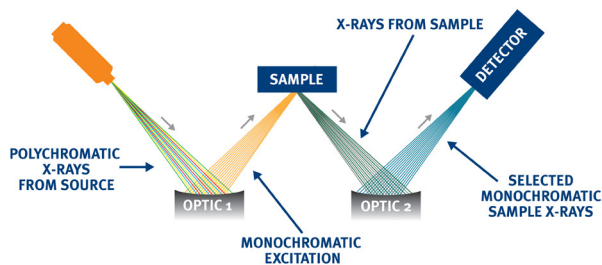 X-RAYS FROM SAMPLE
DETECTOR
SAMPLE
POLYCHROMATIC
X-RAYS
FROM SOURCE
OPTIC 1
OPTIC 2
SELECTED
MONOCHROMATIC
SAMPLE X-RAYS
MONOCHROMATIC
EXCITATION